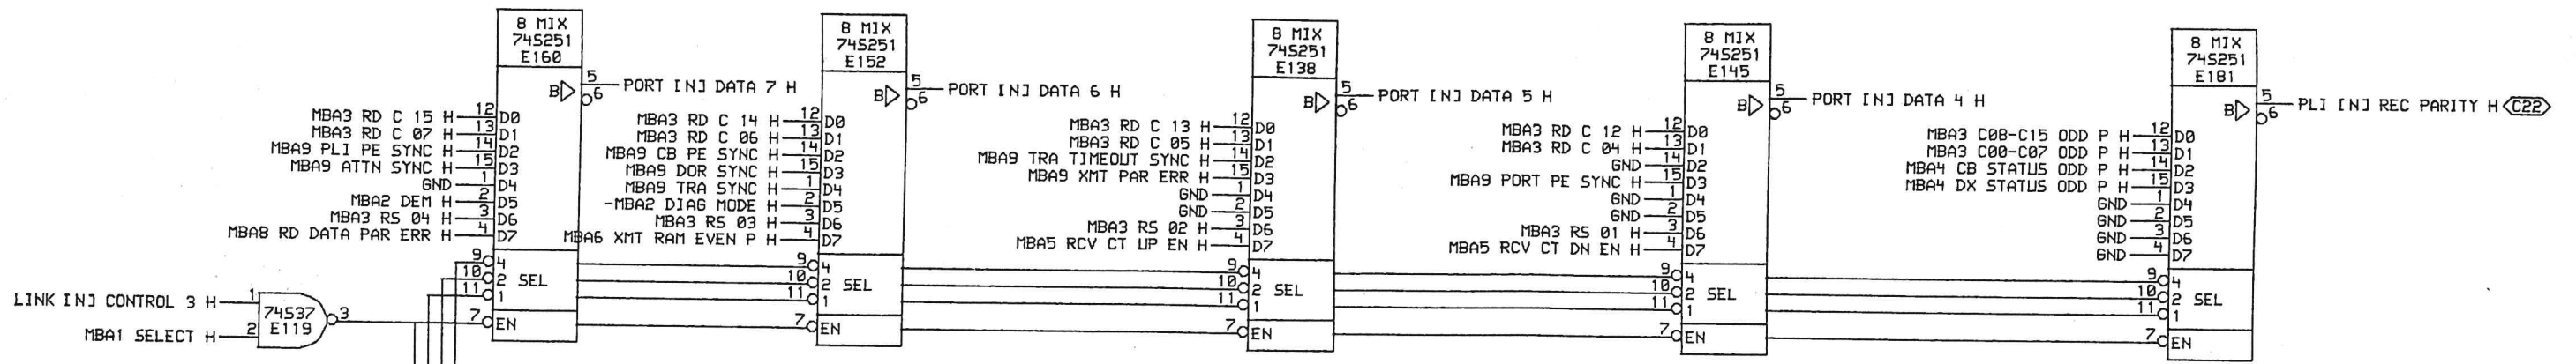 8 MIX
74S251
E160
B
5
6
PORT [N] DATA 7 H
MBA3 RD C 15 H 12 D0
MBA3 RD C 07 H 13 D1
MBA9 PLI PE SYNC H 14 D2
MBA9 ATTN SYNC H 15 D3
GND 1 D4
MBA2 DEM H 2 D5
MBA3 RS 04 H 3 D6
MBA8 RD DATA PAR ERR H 4 D7
9 4
10 2 SEL
11 1
7 EN
LINK [N] CONTROL 3 H 1
MBA1 SELECT H 2
74S37
E119
3
8 MIX
74S251
E152
B
5
6
PORT [N] DATA 6 H
MBA3 RD C 14 H 12 D0
MBA3 RD C 06 H 13 D1
MBA9 CB PE SYNC H 14 D2
MBA9 DOR SYNC H 15 D3
MBA9 TRA SYNC H 1 D4
-MBA2 DIAG MODE H 2 D5
MBA3 RS 03 H 3 D6
MBA6 XMT RAM EVEN P H 4 D7
9 4
10 2 SEL
11 1
7 EN
8 MIX
74S251
E138
B
5
6
PORT [N] DATA 5 H
MBA3 RD C 13 H 12 D0
MBA3 RD C 05 H 13 D1
MBA9 TRA TIMEOUT SYNC H 14 D2
MBA9 XMT PAR ERR H 15 D3
GND 1 D4
GND 2 D5
MBA3 RS 02 H 3 D6
MBA5 RCV CT UP EN H 4 D7
9 4
10 2 SEL
11 1
7 EN
8 MIX
74S251
E145
B
5
6
PORT [N] DATA 4 H
MBA3 RD C 12 H 12 D0
MBA3 RD C 04 H 13 D1
GND 14 D2
MBA9 PORT PE SYNC H 15 D3
GND 1 D4
GND 2 D5
MBA3 RS 01 H 3 D6
MBA5 RCV CT DN EN H 4 D7
9 4
10 2 SEL
11 1
7 EN
8 MIX
74S251
E181
B
5
6
PLI [N] REC PARITY H C22
MBA3 C08-C15 ODD P H 12 D0
MBA3 C00-C07 ODD P H 13 D1
MBA4 CB STATUS ODD P H 14 D2
MBA4 DX STATUS ODD P H 15 D3
GND 1 D4
GND 2 D5
GND 3 D6
GND 4 D7
9 4
10 2 SEL
11 1
7 EN